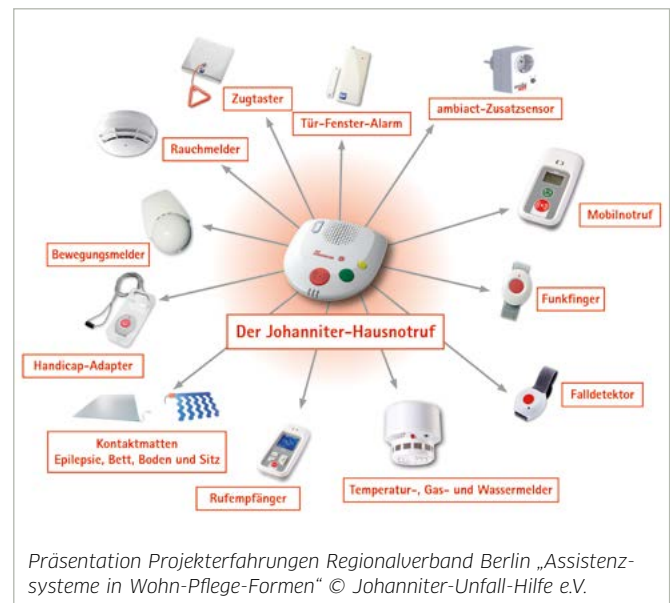 Zugtaster
Tür-Fenster-Alarm
ambiact-Zusatzsensor
Rauchmelder
Mobilnotruf
Bewegungsmelder
Funkfinger
Der Johanniter-Hausnotruf
Handicap-Adapter
Falldetektor
Kontaktmatten
Epilepsie, Bett, Boden und Sitz
Rufempfänger
Temperatur-, Gas- und Wassermelder
Präsentation Projekterfahrungen Regionalverband Berlin „Assistenz-
systeme in Wohn-Pflege-Formen“ © Johanniter-Unfall-Hilfe e.V.